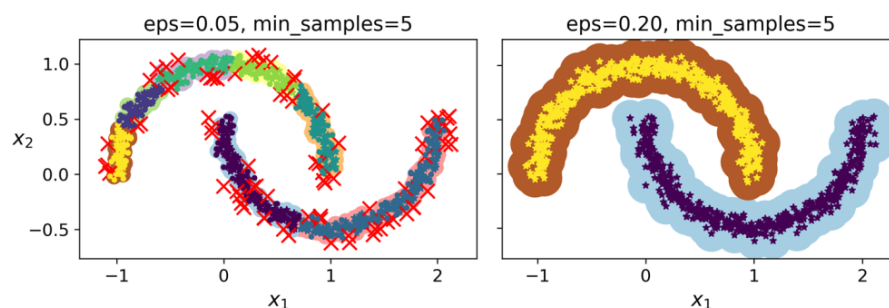 eps=0.05, min_samples=5
eps=0.20, min_samples=5
1.0
0.5
0.0
−0.5
x2
−1
0
1
2
−1
0
1
2
x1
x1